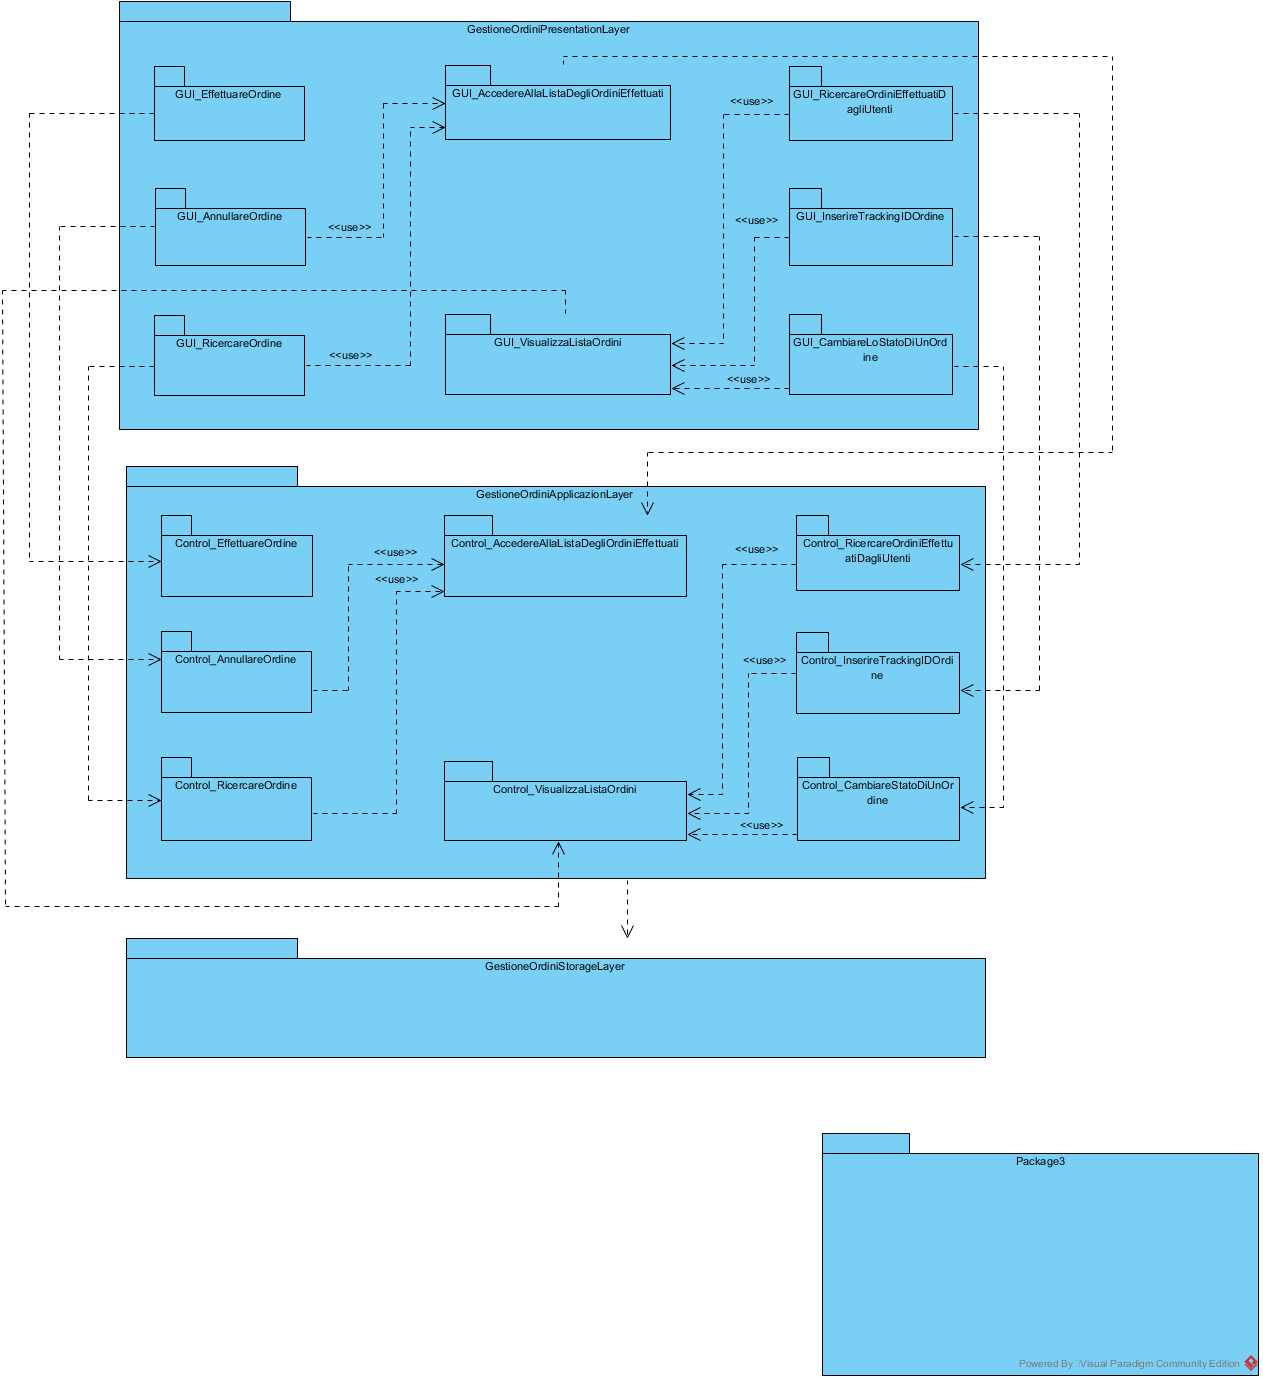 GestioneOrdiniPresentationLayer
GUI_EffettuareOrdine
GUI_AccedereAllaListaDegliOrdiniEffettuati
GUI_RicercareOrdiniEffettuatiD
agliUtenti
<<use>>
GUI_AnnullareOrdine
<<use>>
<<use>>
GUI_InserireTrackingIDOrdine
GUI_RicercareOrdine
<<use>>
GUI_VisualizzaListaOrdini
GUI_CambiareLoStatoDiUnOrd
ine
<<use>>
GestioneOrdiniApplicazionLayer
Control_EffettuareOrdine
<<use>>
<<use>>
Control_AccedereAllaListaDegliOrdiniEffettuati
<<use>>
Control_RicercareOrdiniEffettu
atiDagliUtenti
Control_AnnullareOrdine
<<use>>
Control_InserireTrackingIDOrdi
ne
Control_RicercareOrdine
Control_VisualizzaListaOrdini
Control_CambiareStatoDiUnOr
dine
<<use>>
GestioneOrdiniStorageLayer
Package3
Powered By Visual Paradigm Community Edition